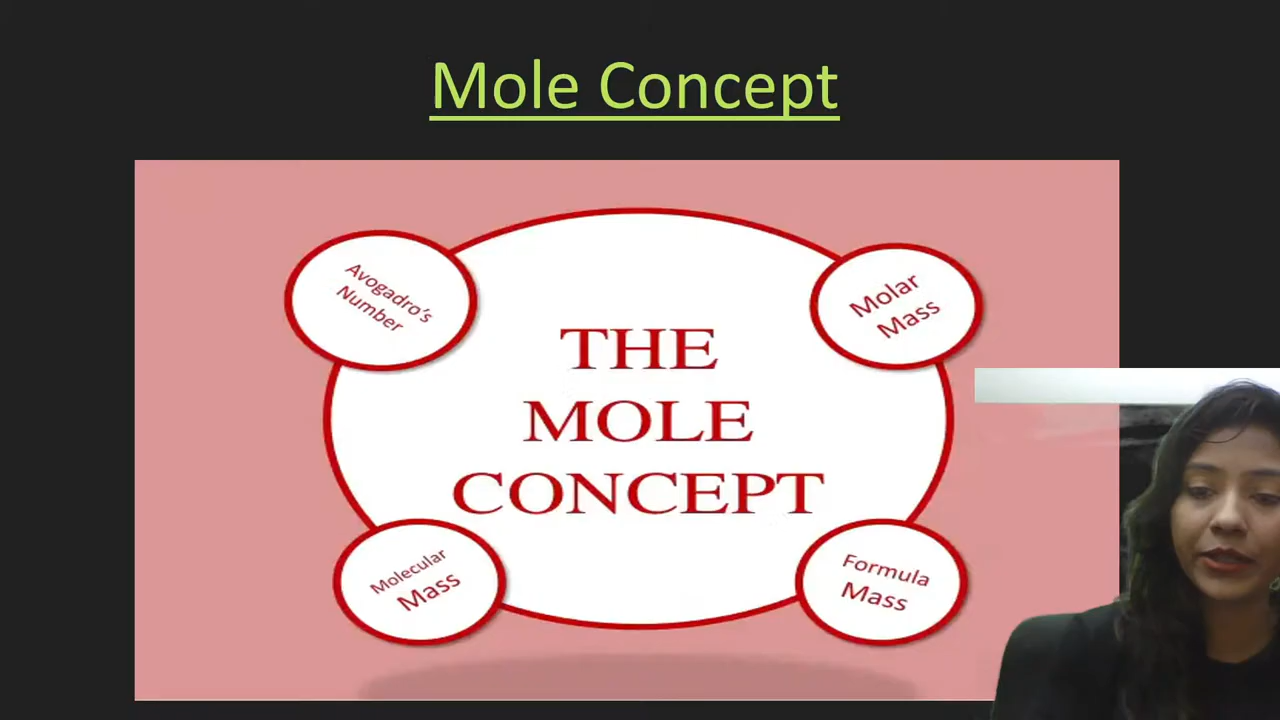 Mole Concept
Avogadro's
Number
Molar
Mass
THE
MOLE
CONCEPT
Molecular
Mass
Formula
Mass